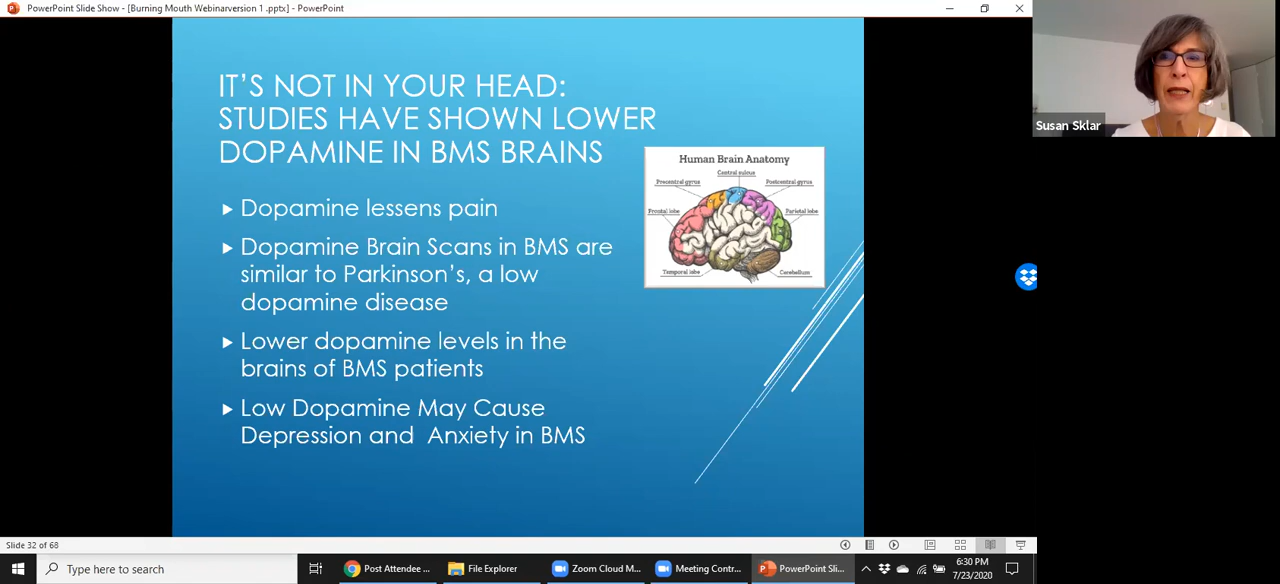 PowerPoint Slide Show - [Burning Mouth Webinarversion 1 .pptx] - PowerPoint
Susan Sklar
IT'S NOT IN YOUR HEAD:
STUDIES HAVE SHOWN LOWER
DOPAMINE IN BMS BRAINS
Human Brain Anatomy
Central sulcus
Precentral gyrus
Postcentral gyrus
Frontal lobe
Parietal lobe
Temporal lobe
Cerebellum
Dopamine lessens pain
Dopamine Brain Scans in BMS are
similar to Parkinson's, a low
dopamine disease
Lower dopamine levels in the
brains of BMS patients
Low Dopamine May Cause
Depression and Anxiety in BMS
Slide 32 of 68
Type here to search
Post Attendee ...
File Explorer
Zoom Cloud M...
Meeting Contr...
PowerPoint Sli...
6:30 PM
7/23/2020